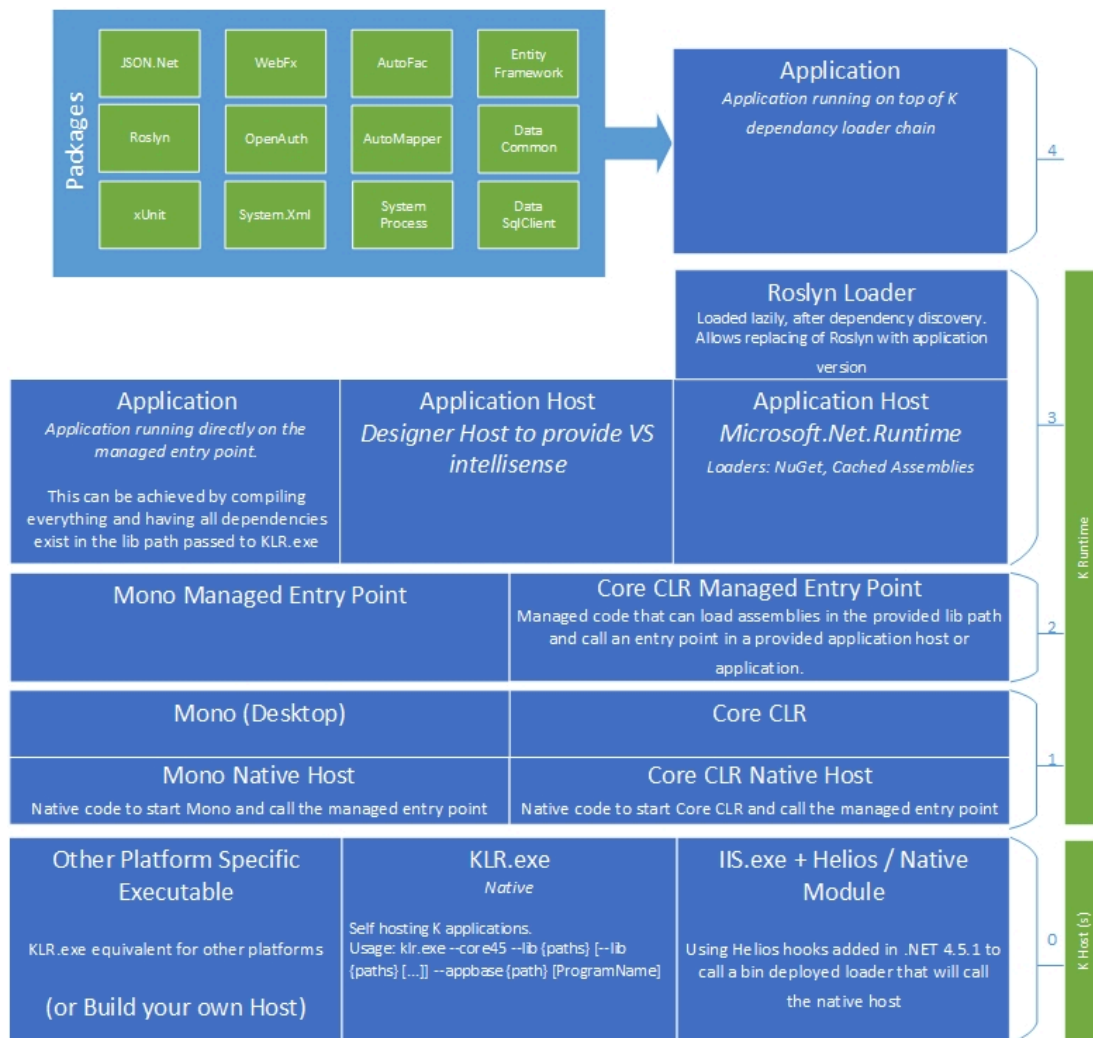 Packages
JSON.Net
WebFx
AutoFac
Entity
Framework
Roslyn
OpenAuth
AutoMapper
Data
Common
xUnit
System.Xml
System
Process
Data
SqlClient
Application
Application running on top of K
dependancy loader chain
4
Roslyn Loader
Loaded lazily, after dependency discovery.
Allows replacing of Roslyn with application
version
Application
Application running directly on the
managed entry point.
This can be achieved by compiling
everything and having all dependencies
exist in the lib path passed to KLR.exe
Application Host
Designer Host to provide VS
intellisense
Application Host
Microsoft.Net.Runtime
Loaders: NuGet, Cached Assemblies
3
K Runtime
Mono Managed Entry Point
Core CLR Managed Entry Point
Managed code that can load assemblies in the provided lib path
and call an entry point in a provided application host or
application.
2
Mono (Desktop)
Core CLR
Mono Native Host
Native code to start Mono and call the managed entry point
Core CLR Native Host
Native code to start Core CLR and call the managed entry point
1
Other Platform Specific
Executable
KLR.exe equivalent for other platforms
(or Build your own Host)
KLR.exe
Native
Self hosting K applications.
Usage: klr.exe --core45 --lib {paths} [--lib
{paths} [...]] --appbase {path} [ProgramName]
IIS.exe + Helios / Native
Module
Using Helios hooks added in .NET 4.5.1 to
call a bin deployed loader that will call
the native host
0
K Host (s)